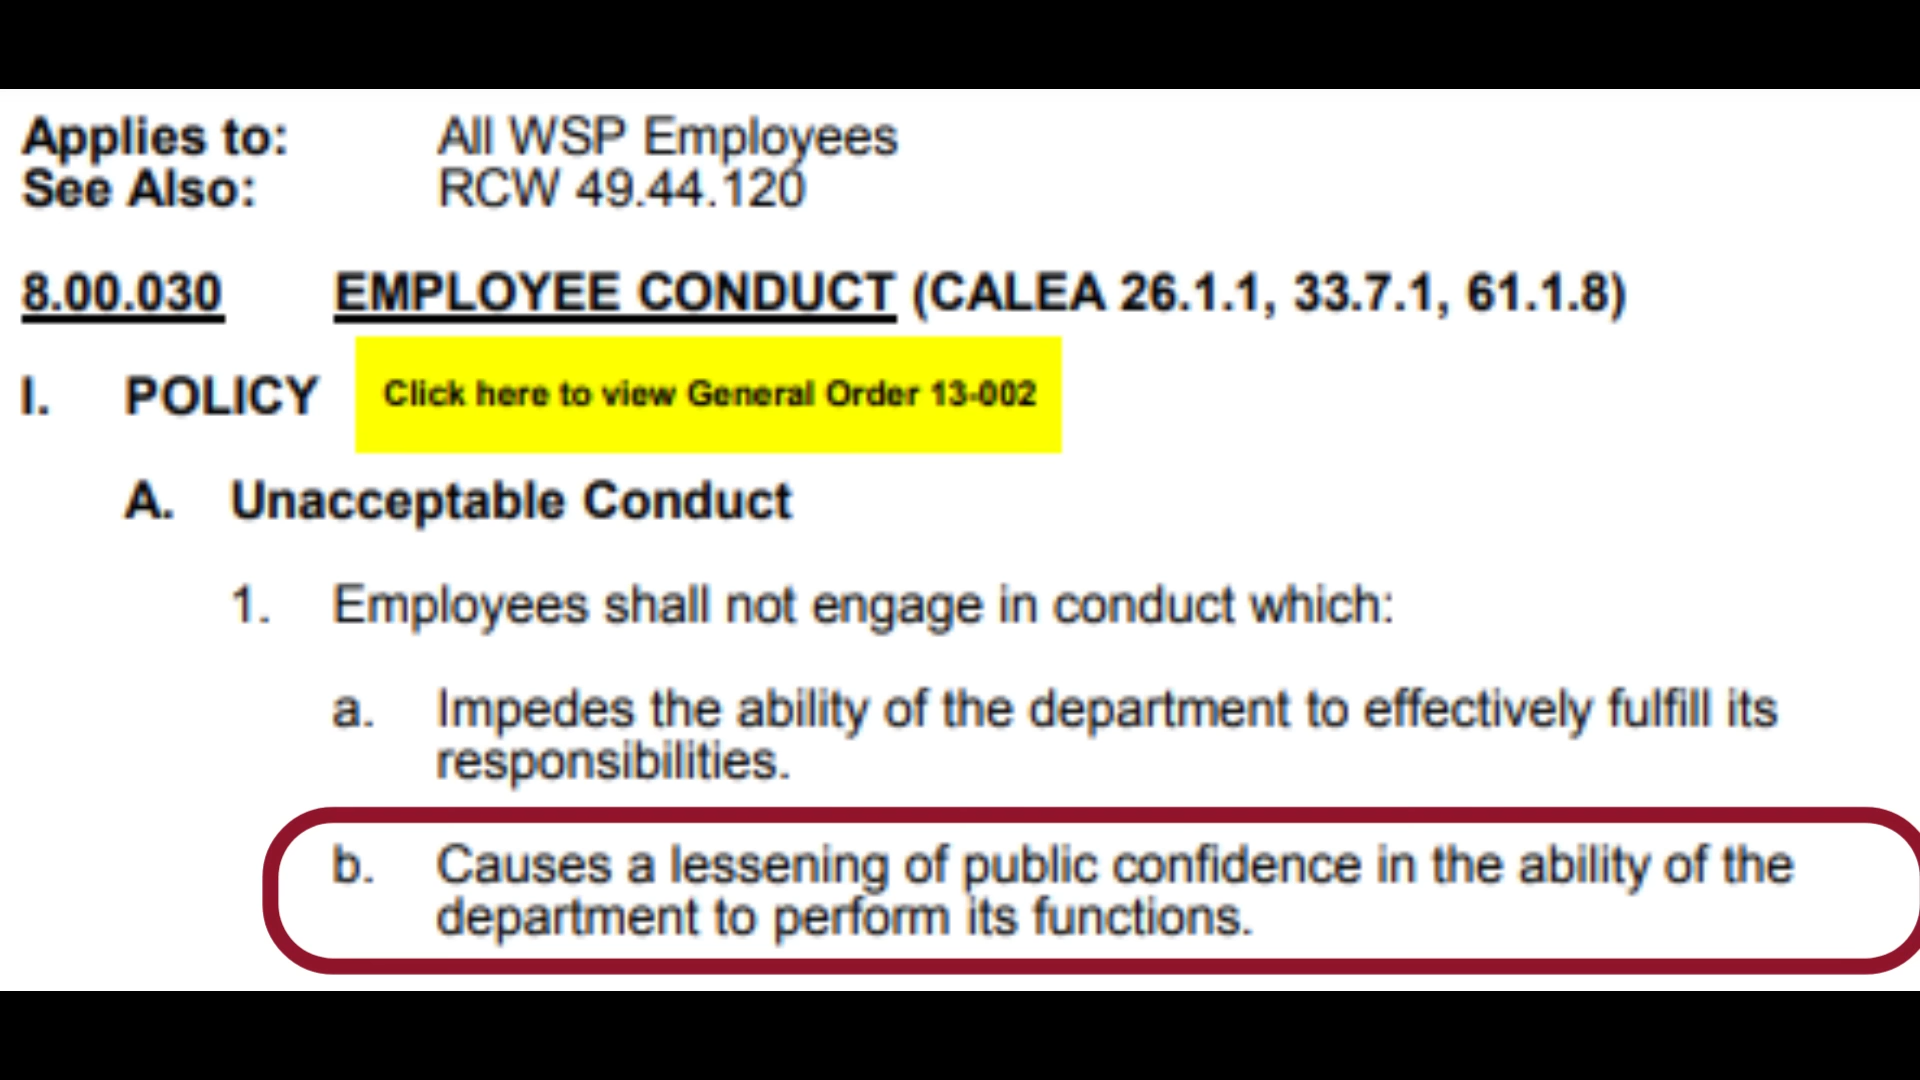 Applies to: All WSP Employees
See Also: RCW 49.44.120
8.00.030 EMPLOYEE CONDUCT (CALEA 26.1.1, 33.7.1, 61.1.8)
I. POLICY Click here to view General Order 13-002
A. Unacceptable Conduct
1. Employees shall not engage in conduct which:
a. Impedes the ability of the department to effectively fulfill its
responsibilities.
b. Causes a lessening of public confidence in the ability of the
department to perform its functions.